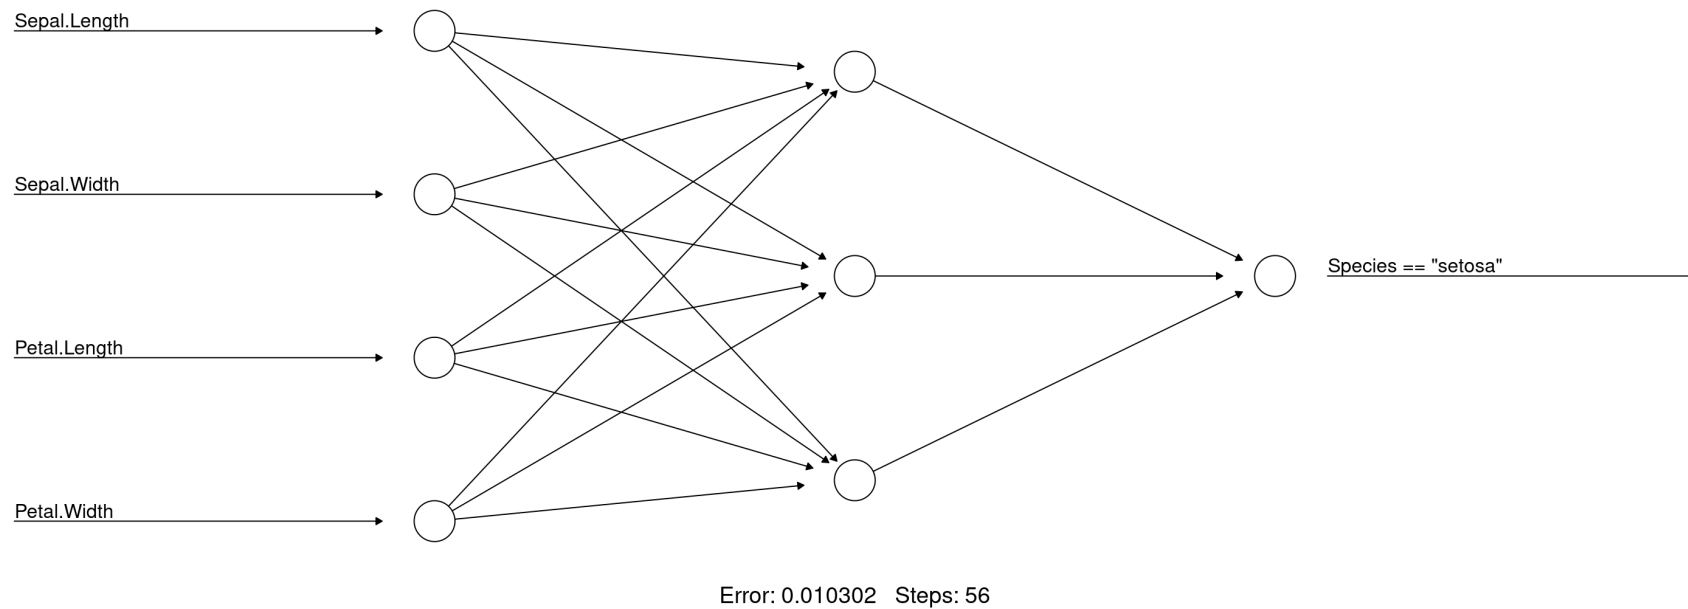 Sepal.Length
Sepal.Width
Species == "setosa"
Petal.Length
Petal.Width
Error: 0.010302   Steps: 56